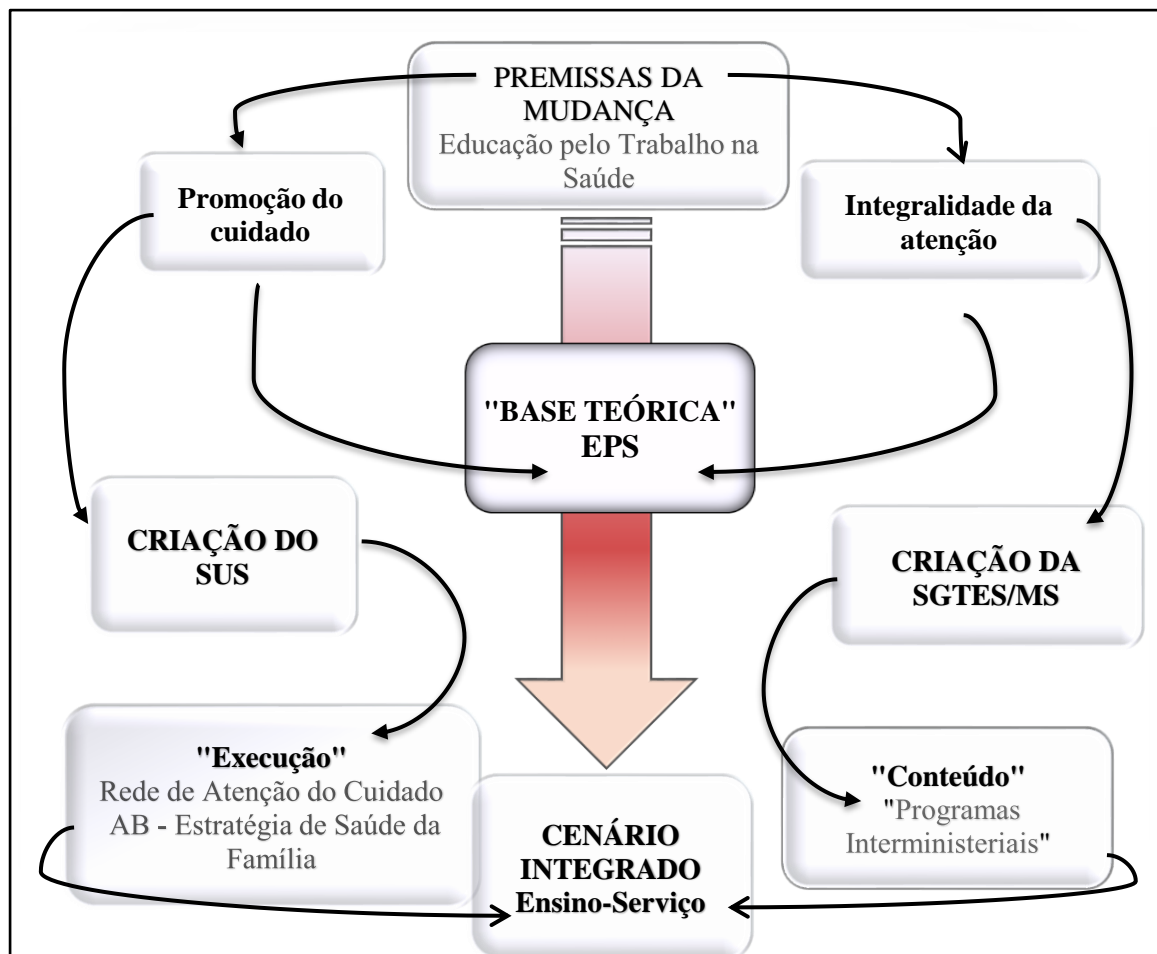 PREMISSAS DA
MUDANÇA
Educação pelo Trabalho na
Saúde
Promoção do
cuidado
Integralidade da
atenção
"BASE TEÓRICA"
EPS
CRIAÇÃO DO
SUS
CRIAÇÃO DA
SGTES/MS
"Execução"
Rede de Atenção do Cuidado
AB - Estratégia de Saúde da
Família
"Conteúdo"
"Programas
Interministeriais"
CENÁRIO
INTEGRADO
Ensino-Serviço